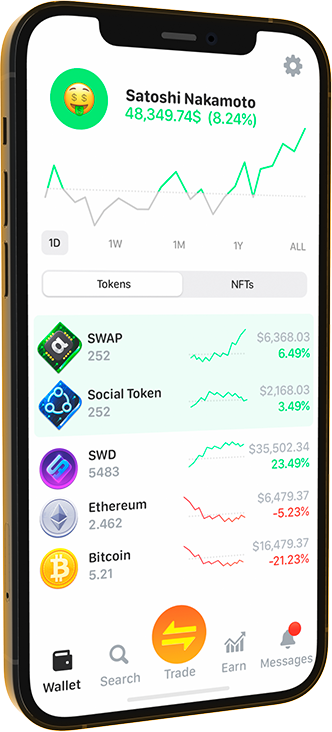 Satoshi Nakamoto
48,349.74$ (8.24%)
1D 1W 1M 1Y ALL
Tokens NFTs
SWAP $6,368.03
252 6.49%
Social Token $2,168.03
252 3.49%
SWD $35,502.34
5483 23.49%
Ethereum $6,479.37
2.462 -5.23%
Bitcoin $16,479.37
5.21 -21.23%
Wallet Search Trade Earn Messages